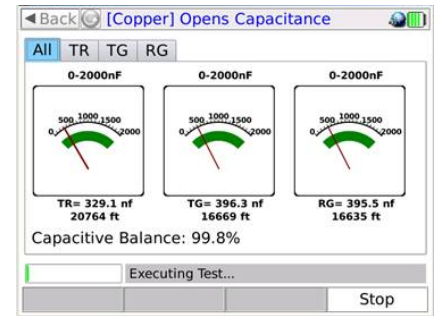 Back [Copper] Opens Capacitance
All TR TG RG
0-2000nF 0-2000nF 0-2000nF
0 500 1000 1500 2000 0 500 1000 1500 2000 0 500 1000 1500 2000
TR= 329.1 nf TG= 396.3 nf RG= 395.5 nf
20764 ft 16669 ft 16635 ft
Capacitive Balance: 99.8%
Executing Test...
Stop